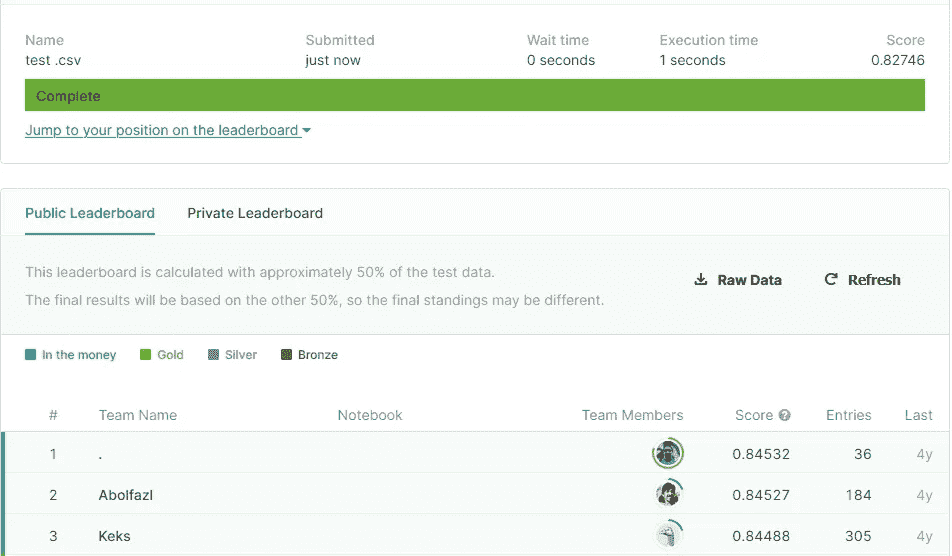 Name Submitted Wait time Execution time Score
test .csv just now 0 seconds 1 seconds 0.82746
Complete
Jump to your position on the leaderboard
Public Leaderboard Private Leaderboard
This leaderboard is calculated with approximately 50% of the test data.
The final results will be based on the other 50%, so the final standings may be different.
Raw Data Refresh
In the money Gold Silver Bronze
# Team Name Notebook Team Members Score ? Entries Last
1 . 0.84532 36 4y
2 Abolfazl 0.84527 184 4y
3 Keks 0.84488 305 4y